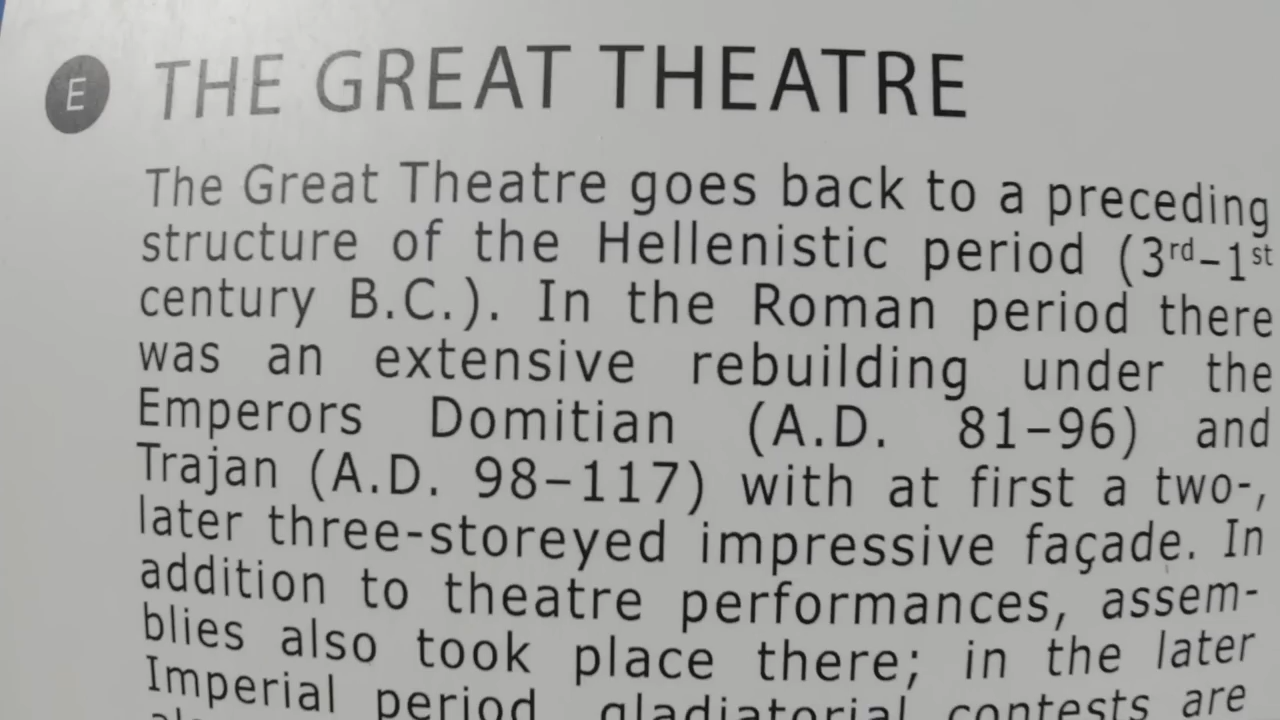 E THE GREAT THEATRE
The Great Theatre goes back to a preceding
structure of the Hellenistic period (3rd–1st
century B.C.). In the Roman period there
was an extensive rebuilding under the
Emperors Domitian (A.D. 81–96) and
Trajan (A.D. 98–117) with at first a two-,
later three-storeyed impressive façade. In
addition to theatre performances, assem-
blies also took place there; in the later
Imperial period gladiatorial contests are